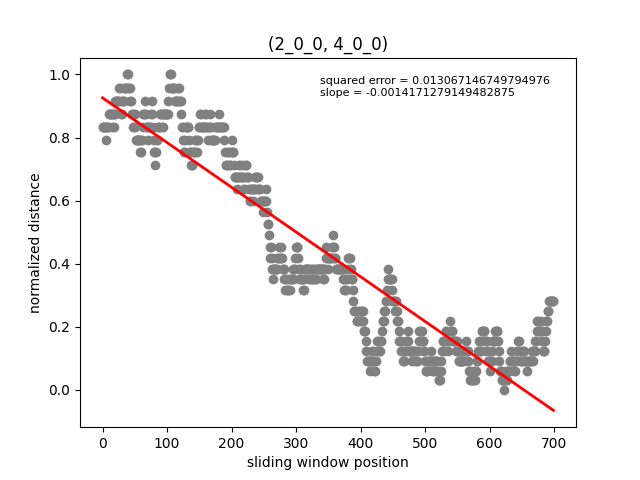 (2_0_0, 4_0_0)
squared error = 0.013067146749794976
slope = -0.0014171279149482875
normalized distance
1.0
0.8
0.6
0.4
0.2
0.0
0 100 200 300 400 500 600 700
sliding window position